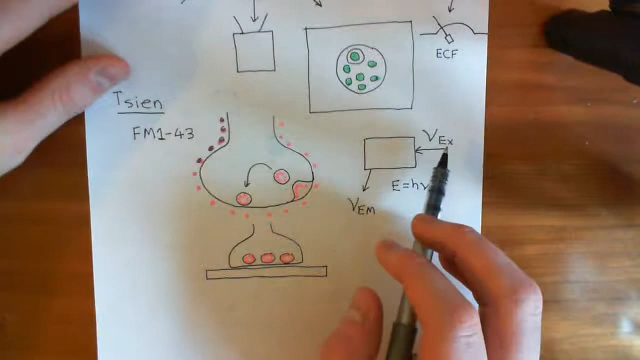 ECF
Tsien
FM1-43
νEx
E=hν
νEM